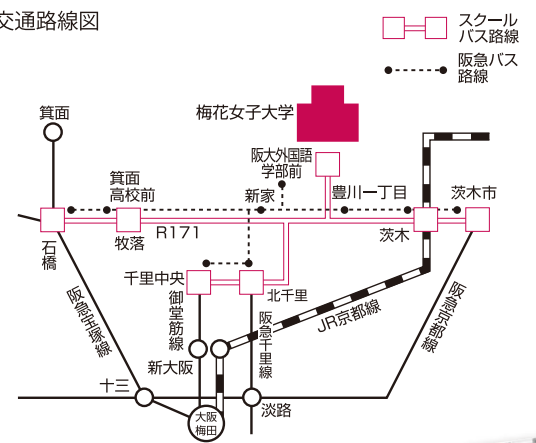 交通路線図
スクール
バス路線
阪急バス
路線
箕面
梅花女子大学
阪大外国語
学部前
箕面
高校前
新家
豊川一丁目
茨木市
石橋
牧落
R171
茨木
千里中央
北千里
御堂筋線
阪急千里線
阪急宝塚線
JR京都線
阪急京都線
新大阪
十三
大阪
梅田
淡路